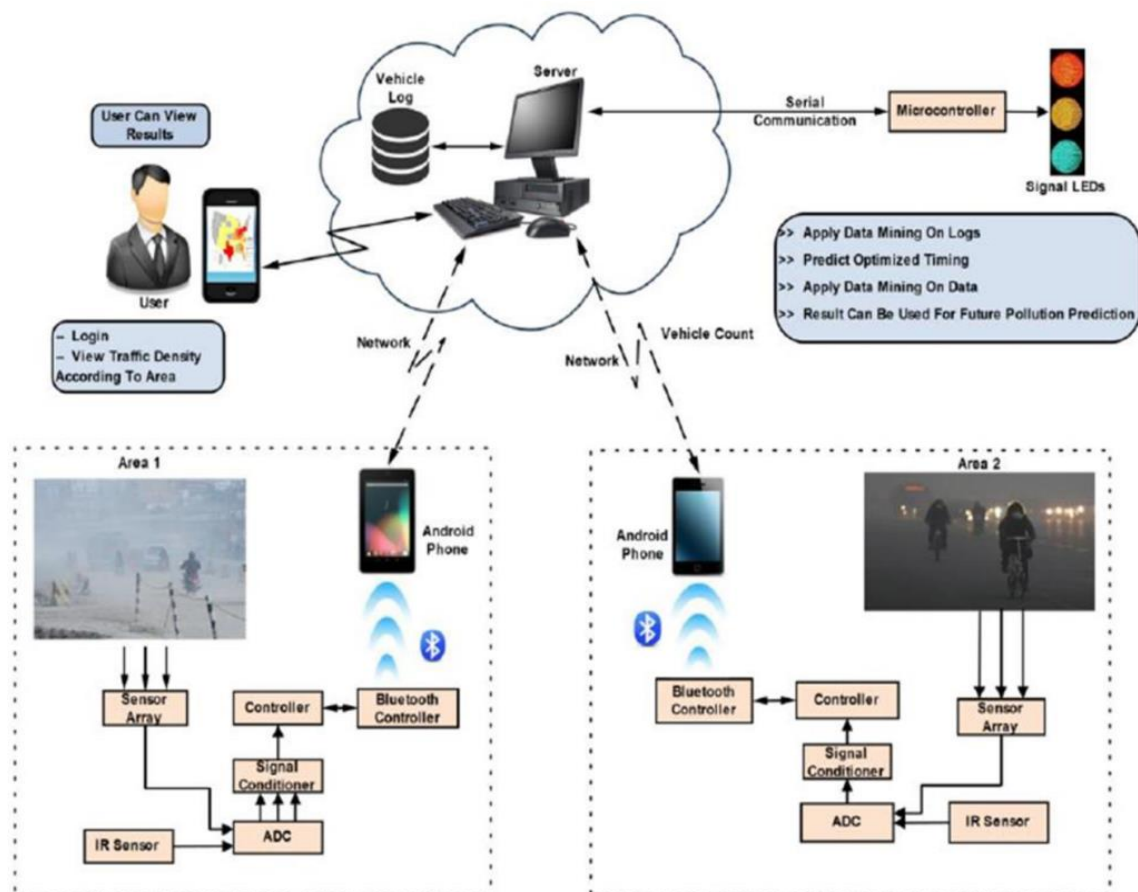 Vehicle
Log
Server
User Can View
Results
Serial
Communication
Microcontroller
Signal LEDs
User
>> Apply Data Mining On Logs
>> Predict Optimized Timing
>> Apply Data Mining On Data
>> Result Can Be Used For Future Pollution Prediction
– Login
– View Traffic Density
According To Area
Network
Network
Vehicle Count
Area 1
Android
Phone
Sensor
Array
Controller
Bluetooth
Controller
Signal
Conditioner
IR Sensor
ADC
Area 2
Android
Phone
Bluetooth
Controller
Controller
Sensor
Array
Signal
Conditioner
ADC
IR Sensor